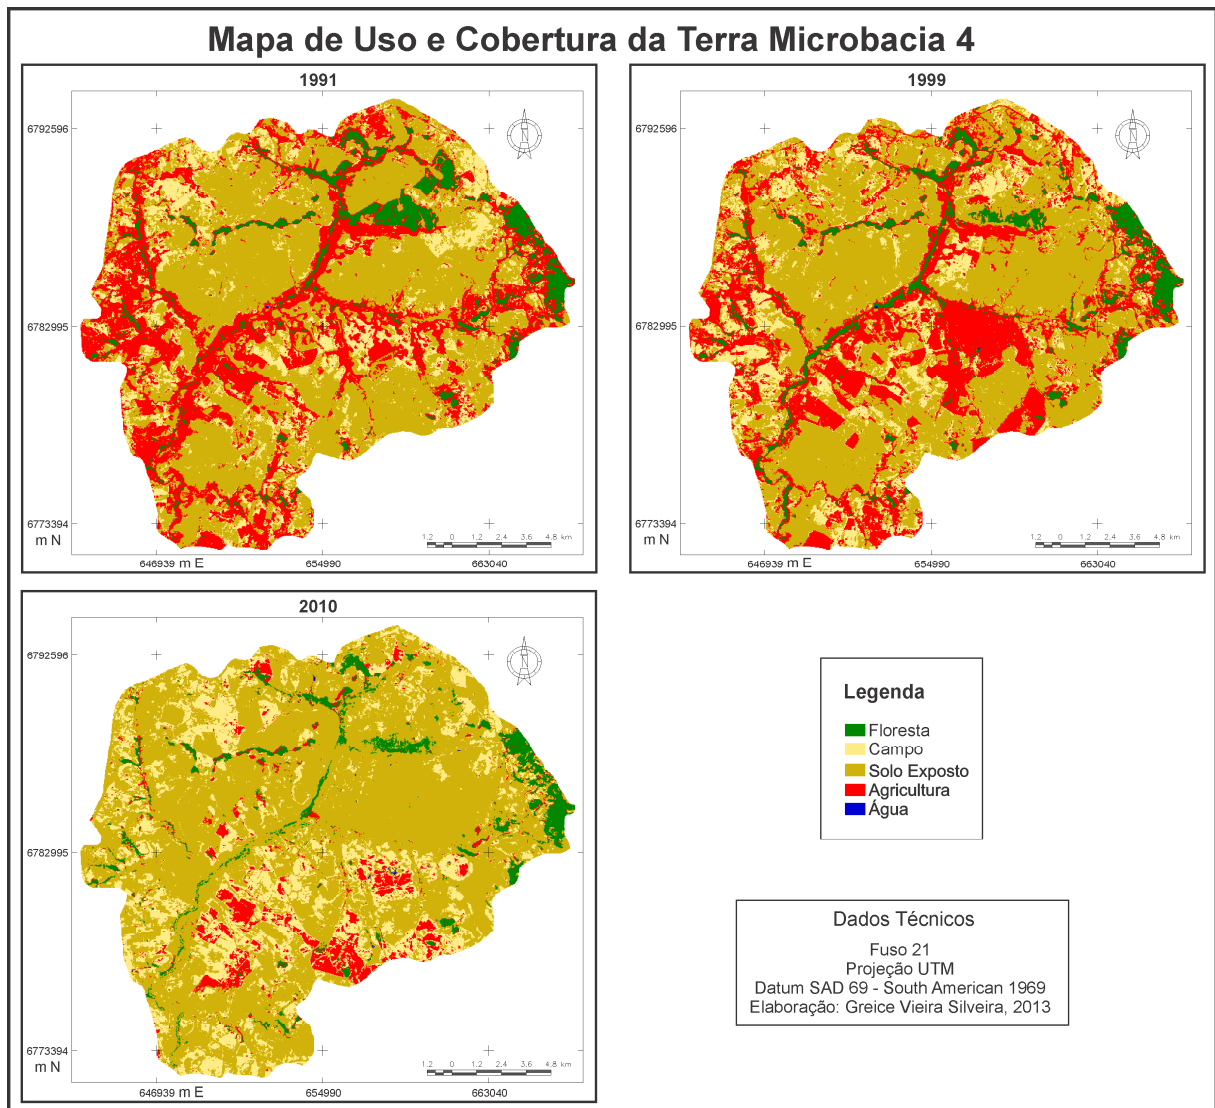 Mapa de Uso e Cobertura da Terra Microbacia 4
1991
6792596
6782995
6773394
m N
N
1.2 0 1.2 2.4 3.6 4.8 km
646939 m E 654990 663040
1999
6792596
6782995
6773394
m N
N
1.2 0 1.2 2.4 3.6 4.8 km
646939 m E 654990 663040
2010
6792596
6782995
6773394
m N
N
1.2 0 1.2 2.4 3.6 4.8 km
646939 m E 654990 663040
Legenda
Floresta
Campo
Solo Exposto
Agricultura
Água
Dados Técnicos
Fuso 21
Projeção UTM
Datum SAD 69 - South American 1969
Elaboração: Greice Vieira Silveira, 2013